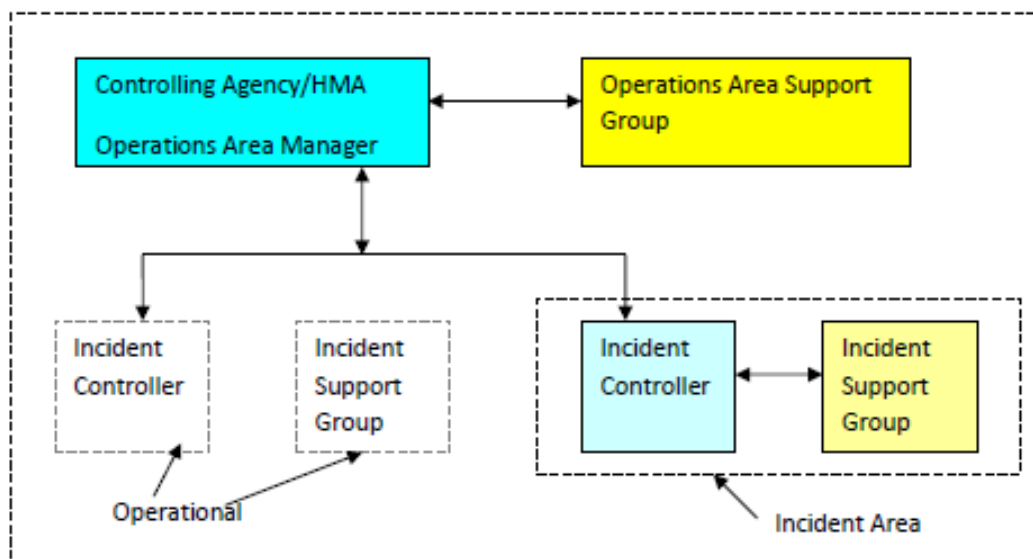 Controlling Agency/HMA
Operations Area Manager
Operations Area Support
Group
Incident
Controller
Incident
Support
Group
Incident
Controller
Incident
Support
Group
Operational
Incident Area